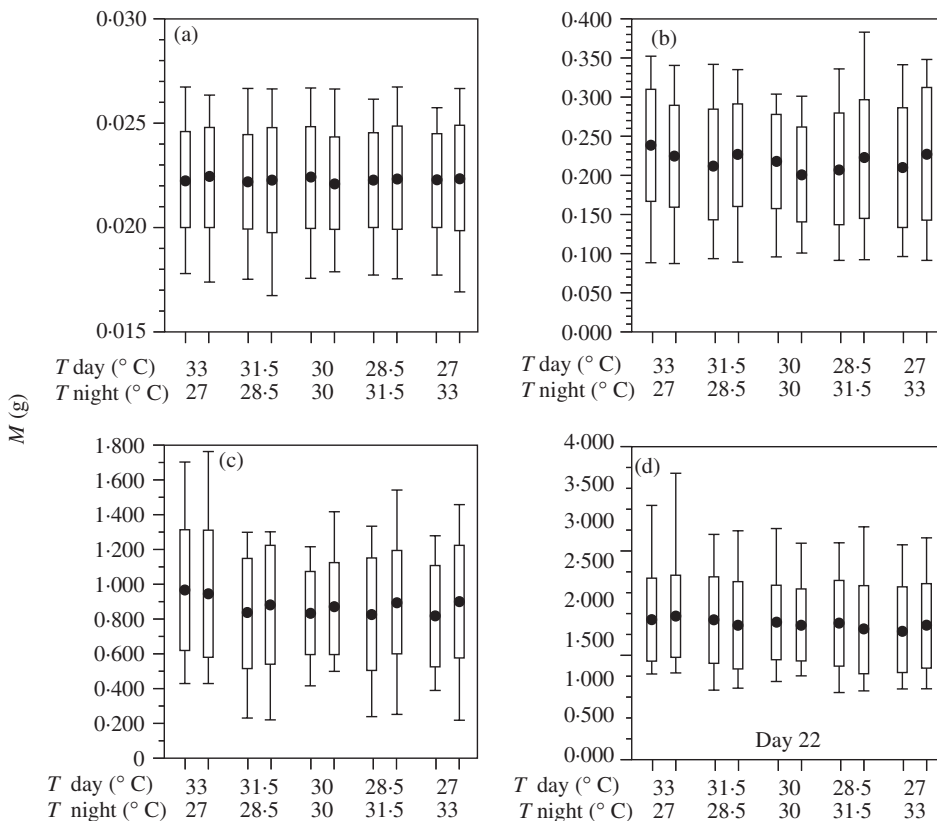 (a)
0·030
0·025
0·020
0·015
T day (° C) 33 31·5 30 28·5 27
T night (° C) 27 28·5 30 31·5 33
(b)
0·400
0·350
0·300
0·250
0·200
0·150
0·100
0·050
0·000
T day (° C) 33 31·5 30 28·5 27
T night (° C) 27 28·5 30 31·5 33
M (g)
(c)
1·800
1·600
1·400
1·200
1·000
0·800
0·600
0·400
0·200
0
T day (° C) 33 31·5 30 28·5 27
T night (° C) 27 28·5 30 31·5 33
(d)
4·000
3·500
3·000
2·500
2·000
1·500
1·000
0·500
0·000
Day 22
T day (° C) 33 31·5 30 28·5 27
T night (° C) 27 28·5 30 31·5 33